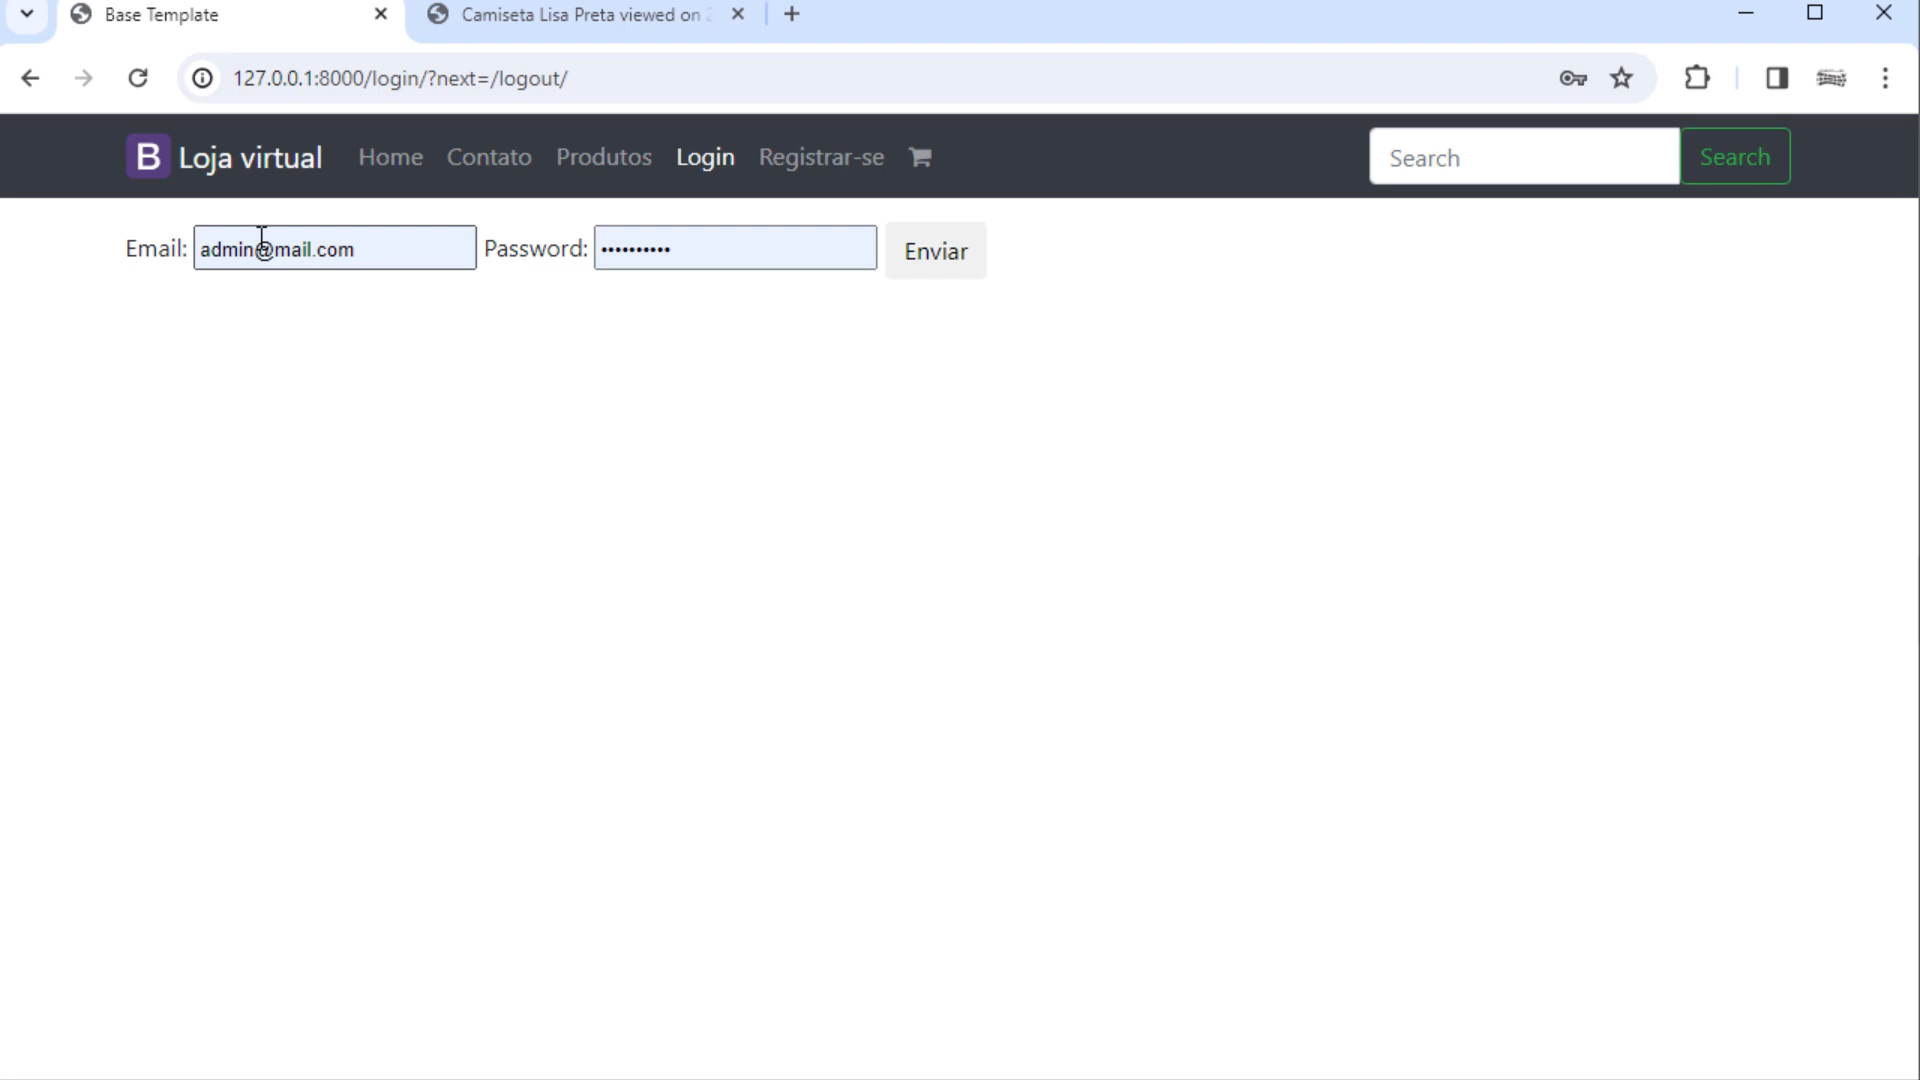 Base Template
Camiseta Lisa Preta viewed on
127.0.0.1:8000/login/?next=/logout/
B Loja virtual Home Contato Produtos Login Registrar-se Search Search
Email: admin@mail.com Password: •••••••••• Enviar